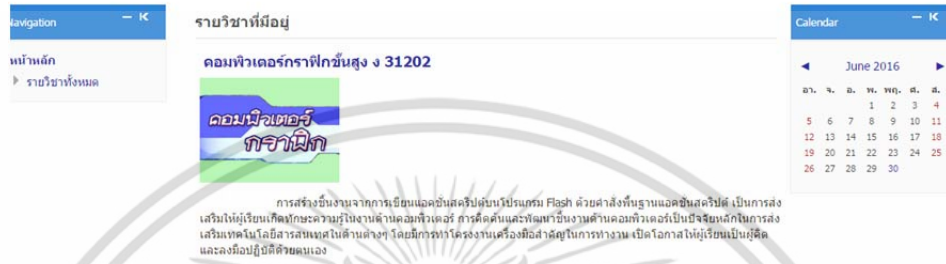 Navigation
หน้าหลัก
รายวิชาทั้งหมด
รายวิชาที่มีอยู่
คอมพิวเตอร์กราฟิกขั้นสูง ง 31202
คอมพิวเตอร์
กราฟิก
การสร้างชิ้นงานจากการเขียนแอคชันสคริปต์บนโปรแกรม Flash ด้วยคำสั่งพื้นฐานแอคชันสคริปต์ เป็นการส่ง
เสริมให้ผู้เรียนเกิดทักษะความรู้ในงานด้านคอมพิวเตอร์ การคิดค้นและพัฒนาชิ้นงานด้านคอมพิวเตอร์เป็นปัจจัยหลักในการส่ง
เสริมเทคโนโลยีสารสนเทศในด้านต่างๆ โดยมีการทำโครงงานเครื่องมือสำคัญในการทำงาน เปิดโอกาสให้ผู้เรียนเป็นผู้คิด
และลงมือปฏิบัติด้วยตนเอง
Calendar
June 2016
อา. จ. อ. พ. พฤ. ศ. ส.
1 2 3 4
5 6 7 8 9 10 11
12 13 14 15 16 17 18
19 20 21 22 23 24 25
26 27 28 29 30